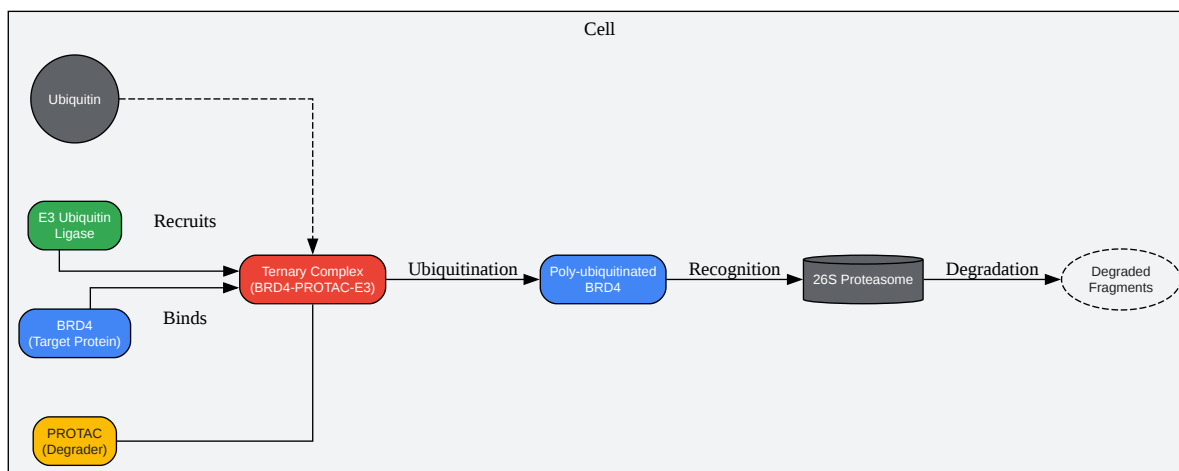 Cell
Ubiquitin
E3 Ubiquitin
Ligase
Recruits
Ternary Complex
(BRD4-PROTAC-E3)
Ubiquitination
Poly-ubiquitinated
BRD4
Recognition
26S Proteasome
Degradation
Degraded
Fragments
BRD4
(Target Protein)
Binds
PROTAC
(Degrader)